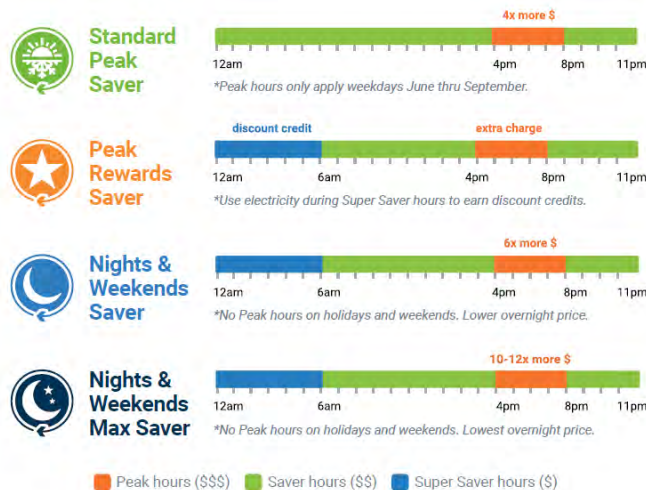 4x more $
Standard
Peak
Saver
12am 4pm 8pm 11pm
*Peak hours only apply weekdays June thru September.
discount credit extra charge
Peak
Rewards
Saver
12am 6am 4pm 8pm 11pm
*Use electricity during Super Saver hours to earn discount credits.
6x more $
Nights &
Weekends
Saver
12am 6am 4pm 8pm 11pm
*No Peak hours on holidays and weekends. Lower overnight price.
10-12x more $
Nights &
Weekends
Max Saver
12am 6am 4pm 8pm 11pm
*No Peak hours on holidays and weekends. Lowest overnight price.
Peak hours ($$$) Saver hours ($$) Super Saver hours ($)